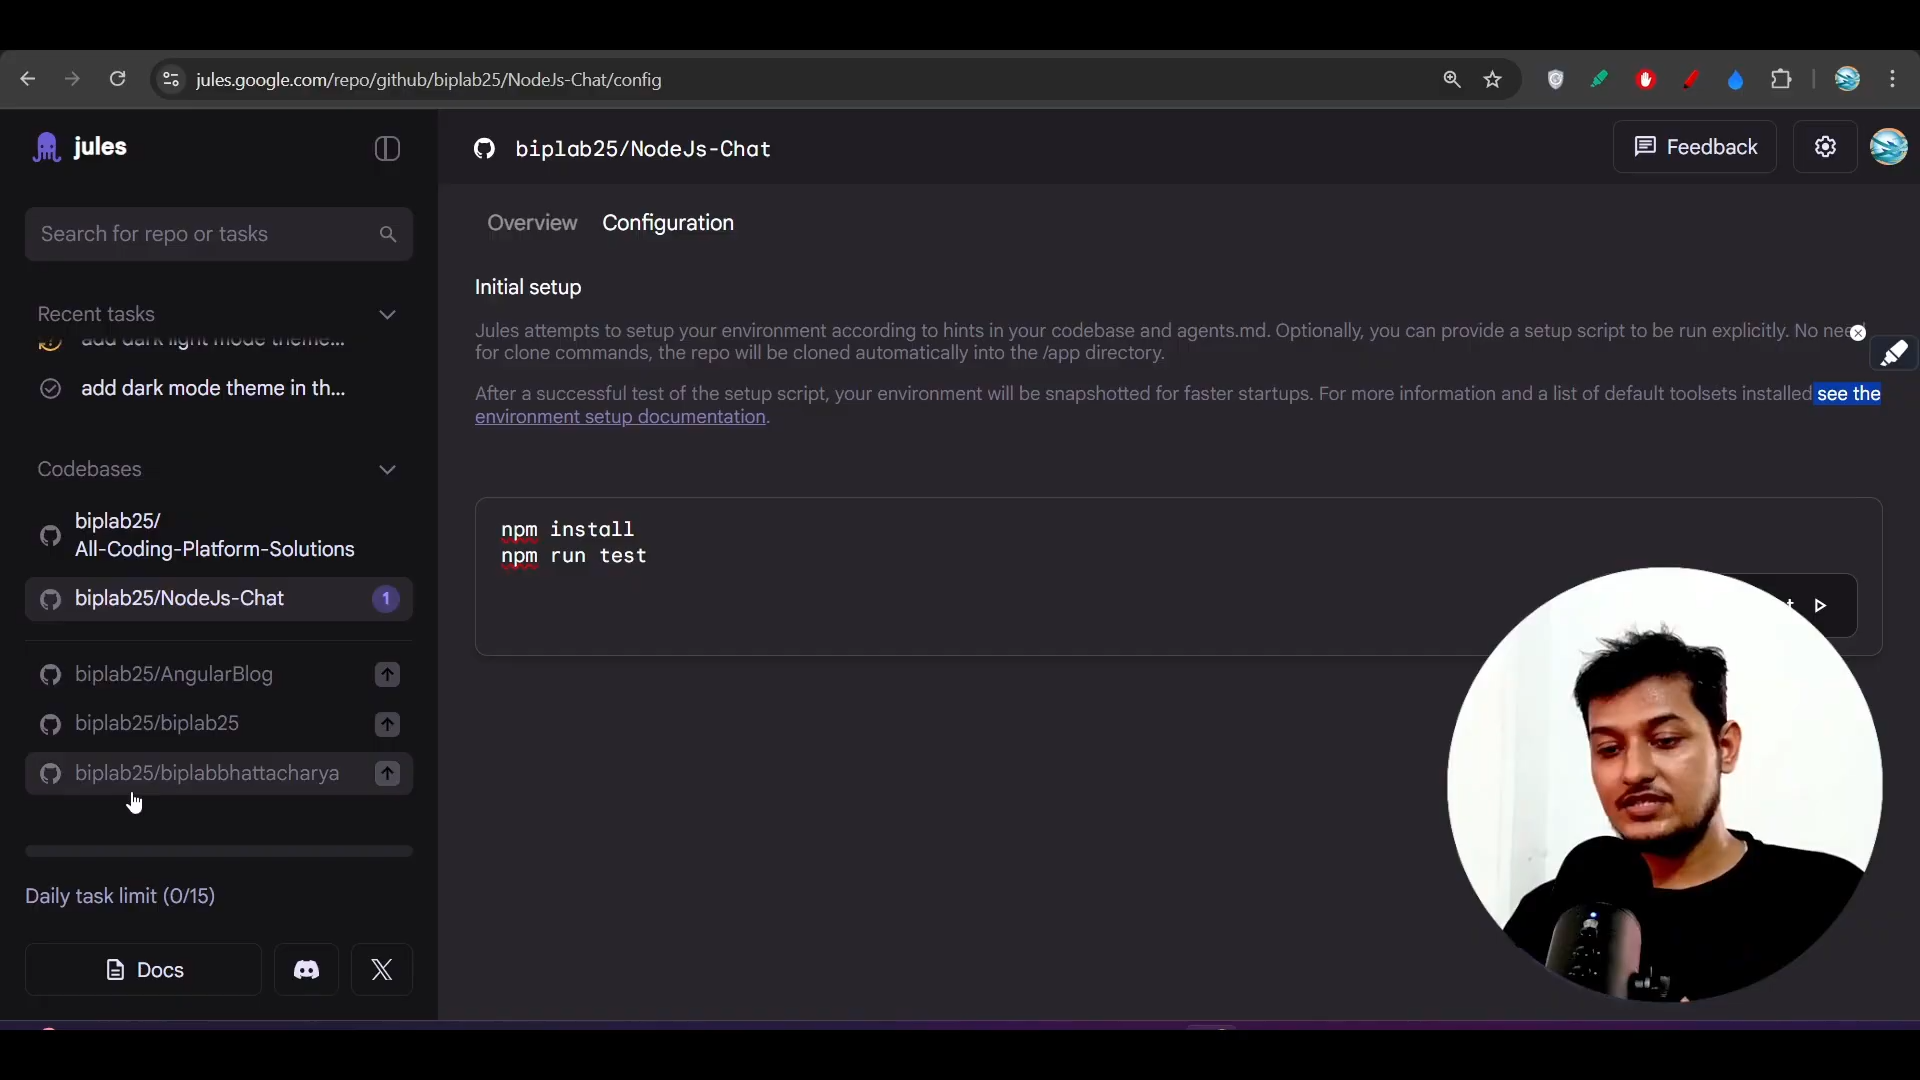 jules.google.com/repo/github/biplab25/NodeJs-Chat/config
jules
biplab25/NodeJs-Chat
Feedback
Search for repo or tasks
Overview
Configuration
Initial setup
Recent tasks
add dark light mode theme...
add dark mode theme in th...
Jules attempts to setup your environment according to hints in your codebase and agents.md. Optionally, you can provide a setup script to be run explicitly. No need
for clone commands, the repo will be cloned automatically into the /app directory.
After a successful test of the setup script, your environment will be snapshotted for faster startups. For more information and a list of default toolsets installed see the
environment setup documentation.
Codebases
biplab25/
All-Coding-Platform-Solutions
biplab25/NodeJs-Chat
1
npm install
npm run test
biplab25/AngularBlog
biplab25/biplab25
biplab25/biplabbhattacharya
Daily task limit (0/15)
Docs